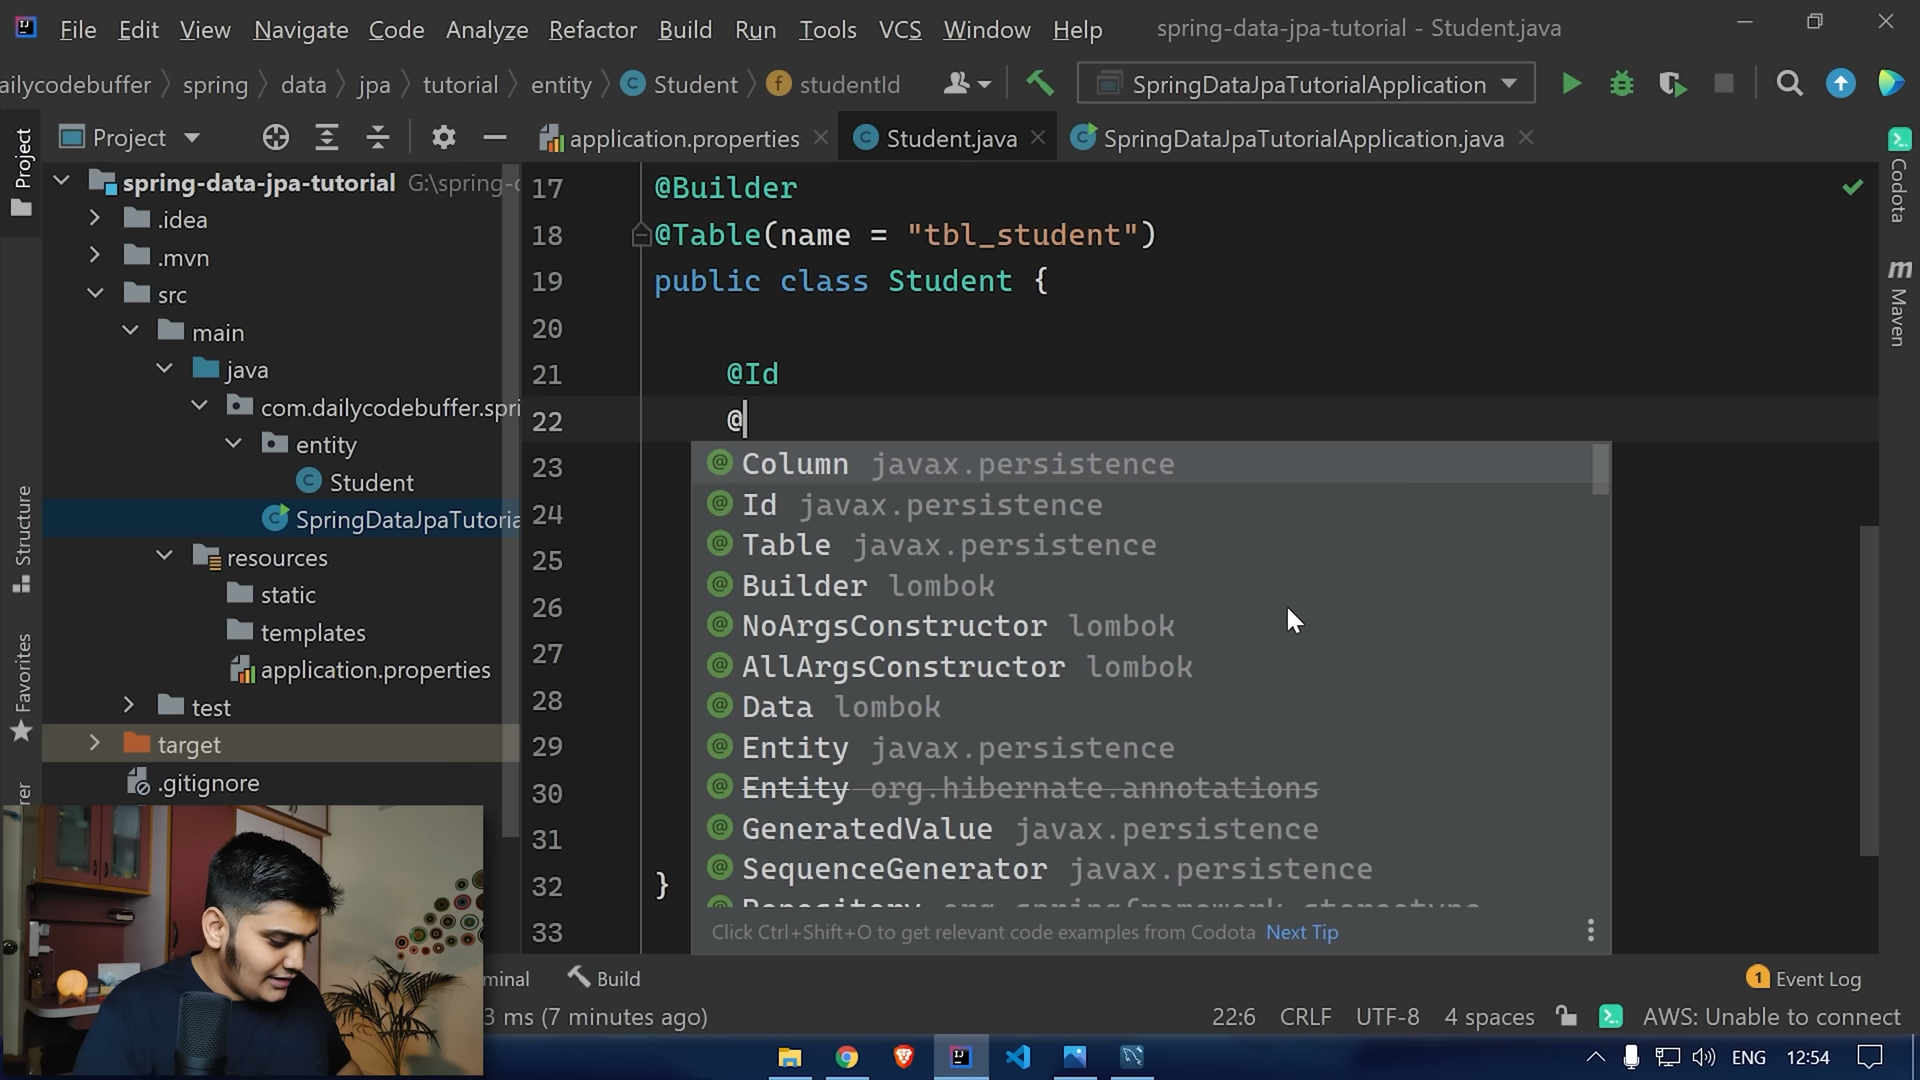 File Edit View Navigate Code Analyze Refactor Build Run Tools VCS Window Help spring-data-jpa-tutorial - Student.java
ailycodebuffer spring data jpa tutorial entity Student studentId SpringDataJpaTutorialApplication
Project application.properties Student.java SpringDataJpaTutorialApplication.java
Project
Structure
Favorites
Codota
Maven
spring-data-jpa-tutorial G:\spring-
.idea
.mvn
src
main
java
com.dailycodebuffer.spri
entity
Student
SpringDataJpaTutoria
resources
static
templates
application.properties
test
target
.gitignore
17 @Builder
18 @Table(name = "tbl_student")
19 public class Student {
20
21 @Id
22 @
23
24
25
26
27
28
29
30
31
32 }
33
Column javax.persistence
Id javax.persistence
Table javax.persistence
Builder lombok
NoArgsConstructor lombok
AllArgsConstructor lombok
Data lombok
Entity javax.persistence
Entity org.hibernate.annotations
GeneratedValue javax.persistence
SequenceGenerator javax.persistence
Repository org.springframework.stereotype
Click Ctrl+Shift+O to get relevant code examples from Codota Next Tip
minal Build 1 Event Log
3 ms (7 minutes ago) 22:6 CRLF UTF-8 4 spaces AWS: Unable to connect
ENG 12:54